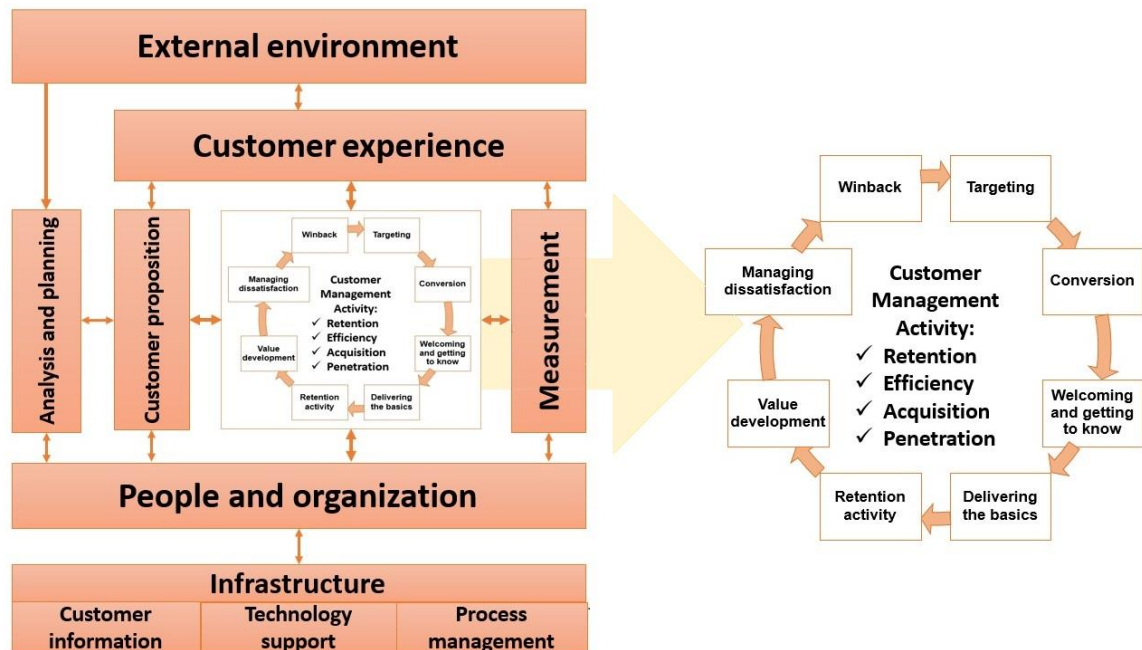 External environment
Customer experience
Analysis and planning
Customer proposition
Winback
Targeting
Managing
dissatisfaction
Customer
Management
Activity:
✓ Retention
✓ Efficiency
✓ Acquisition
✓ Penetration
Conversion
Value
development
Welcoming
and getting
to know
Retention
activity
Delivering
the basics
Measurement
People and organization
Infrastructure
Customer
information
Technology
support
Process
management
Winback
Targeting
Managing
dissatisfaction
Customer
Management
Activity:
✓ Retention
✓ Efficiency
✓ Acquisition
✓ Penetration
Conversion
Value
development
Welcoming
and getting
to know
Retention
activity
Delivering
the basics